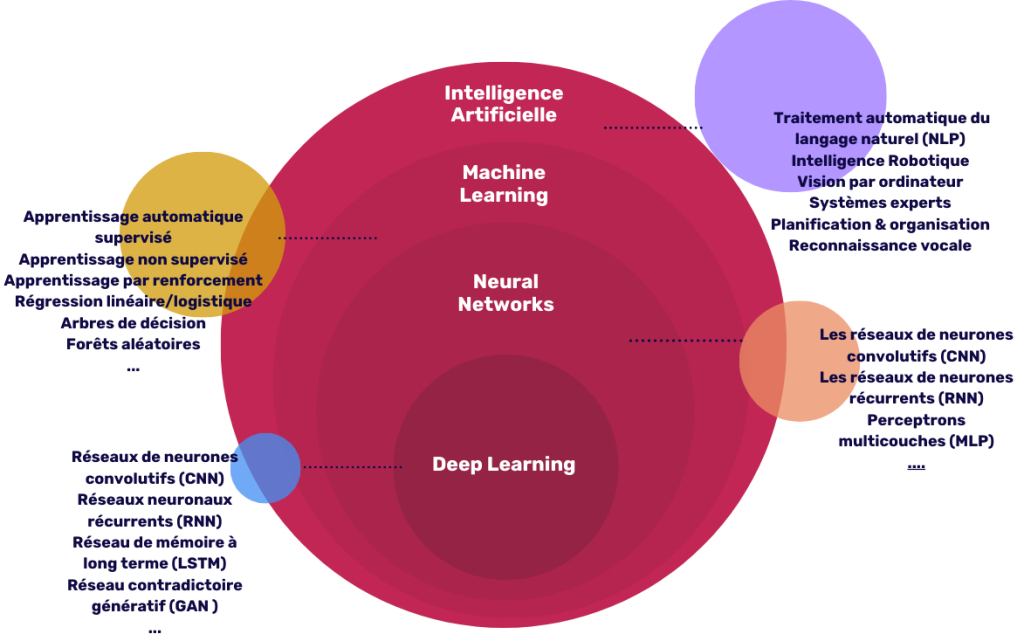 Intelligence
Artificielle
Traitement automatique du
langage naturel (NLP)
Intelligence Robotique
Vision par ordinateur
Systèmes experts
Planification & organisation
Reconnaissance vocale
Machine
Learning
Apprentissage automatique
supervisé
Apprentissage non supervisé
Apprentissage par renforcement
Régression linéaire/logistique
Arbres de décision
Forêts aléatoires
...
Neural
Networks
Les réseaux de neurones
convolutifs (CNN)
Les réseaux de neurones
récurrents (RNN)
Perceptrons
multicouches (MLP)
....
Deep Learning
Réseaux de neurones
convolutifs (CNN)
Réseaux neuronaux
récurrents (RNN)
Réseau de mémoire à
long terme (LSTM)
Réseau contradictoire
génératif (GAN )
...